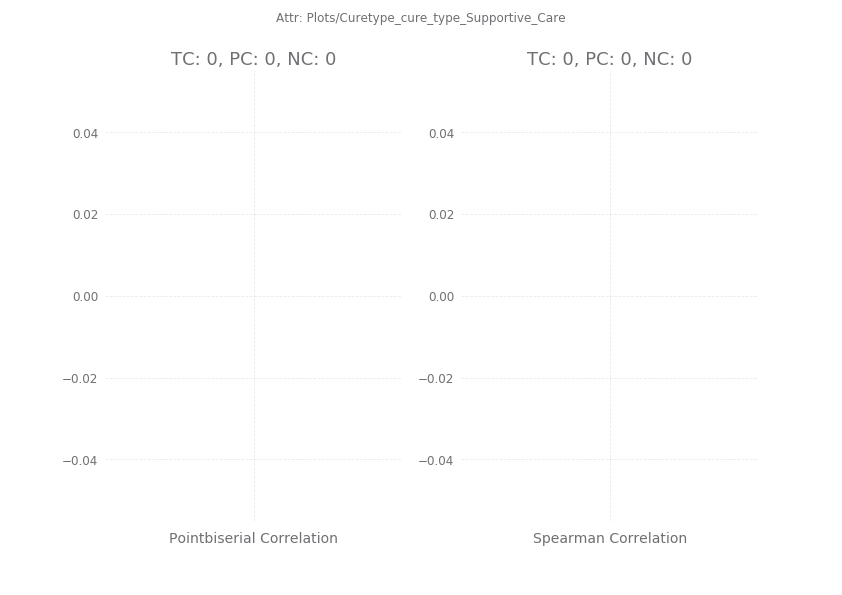 Attr: Plots/Curetype_cure_type_Supportive_Care
TC: 0, PC: 0, NC: 0
0.04
0.02
0.00
−0.02
−0.04
Pointbiserial Correlation
TC: 0, PC: 0, NC: 0
0.04
0.02
0.00
−0.02
−0.04
Spearman Correlation